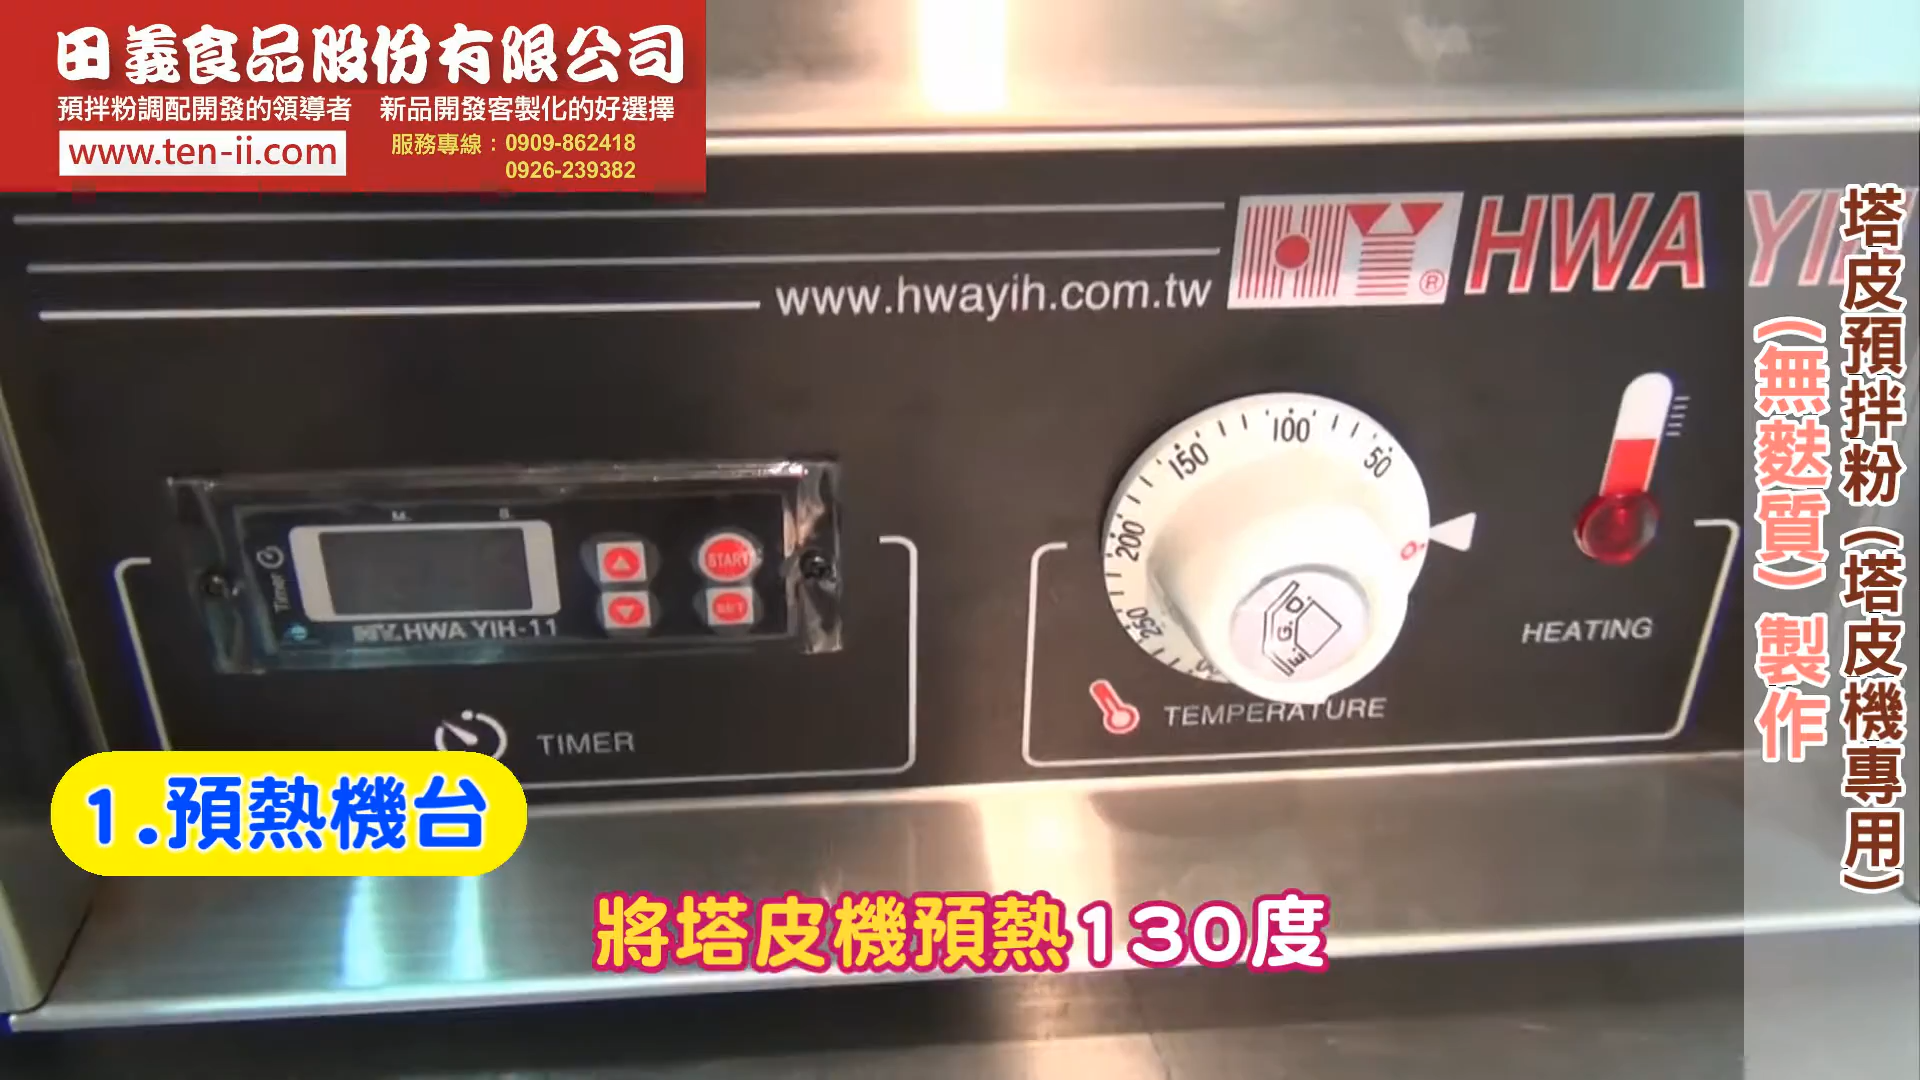 田義食品股份有限公司
預拌粉調配開發的領導者 新品開發客製化的好選擇
www.ten-ii.com
服務專線：0909-862418
0926-239382
塔皮預拌粉(塔皮機專用)
(無麩質)製作
www.hwayih.com.tw
HY ® HWA YI
M. S.
Timer
START
SET
HY. HWA YIH-11
TIMER
50
100
150
200
250
E.G.O.
TEMPERATURE
HEATING
1.預熱機台
將塔皮機預熱130度